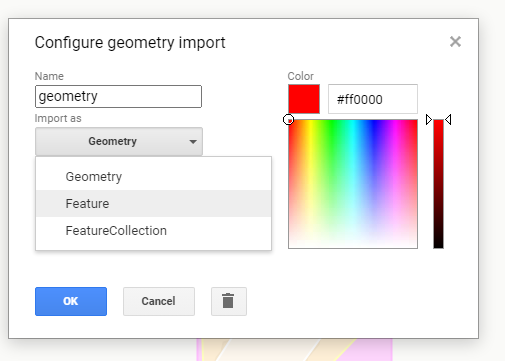 Configure geometry import
Name
geometry
Import as
Geometry
Geometry
Feature
FeatureCollection
Color
#ff0000
OK
Cancel